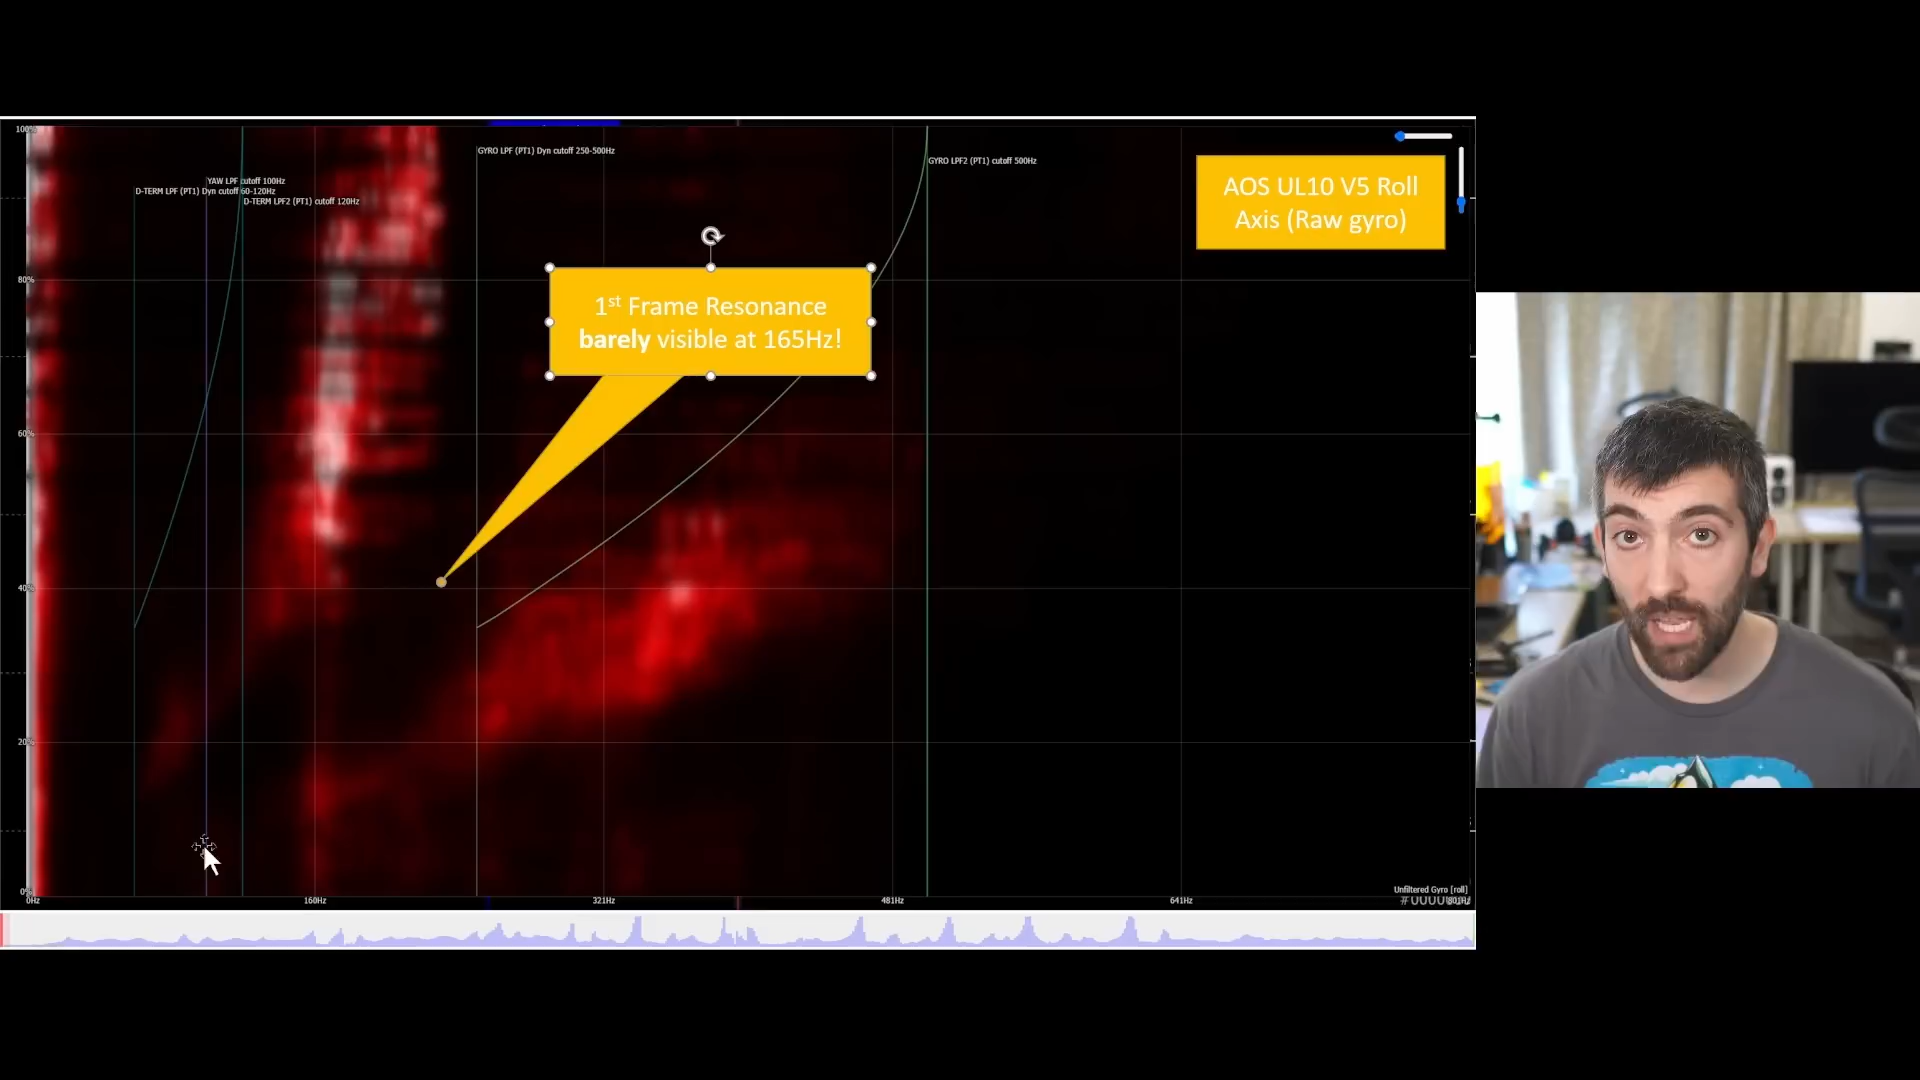 100%
GYRO LPF (PT1) Dyn cutoff 250-500Hz
GYRO LPF2 (PT1) cutoff 500Hz
AOS UL10 V5 Roll
Axis (Raw gyro)
YAW LPF cutoff 100Hz
D-TERM LPF (PT1) Dyn cutoff 60-120Hz
D-TERM LPF2 (PT1) cutoff 120Hz
80%
1st Frame Resonance
barely visible at 165Hz!
60%
40%
20%
0%
Unfiltered Gyro [roll]
0Hz
160Hz
321Hz
481Hz
641Hz